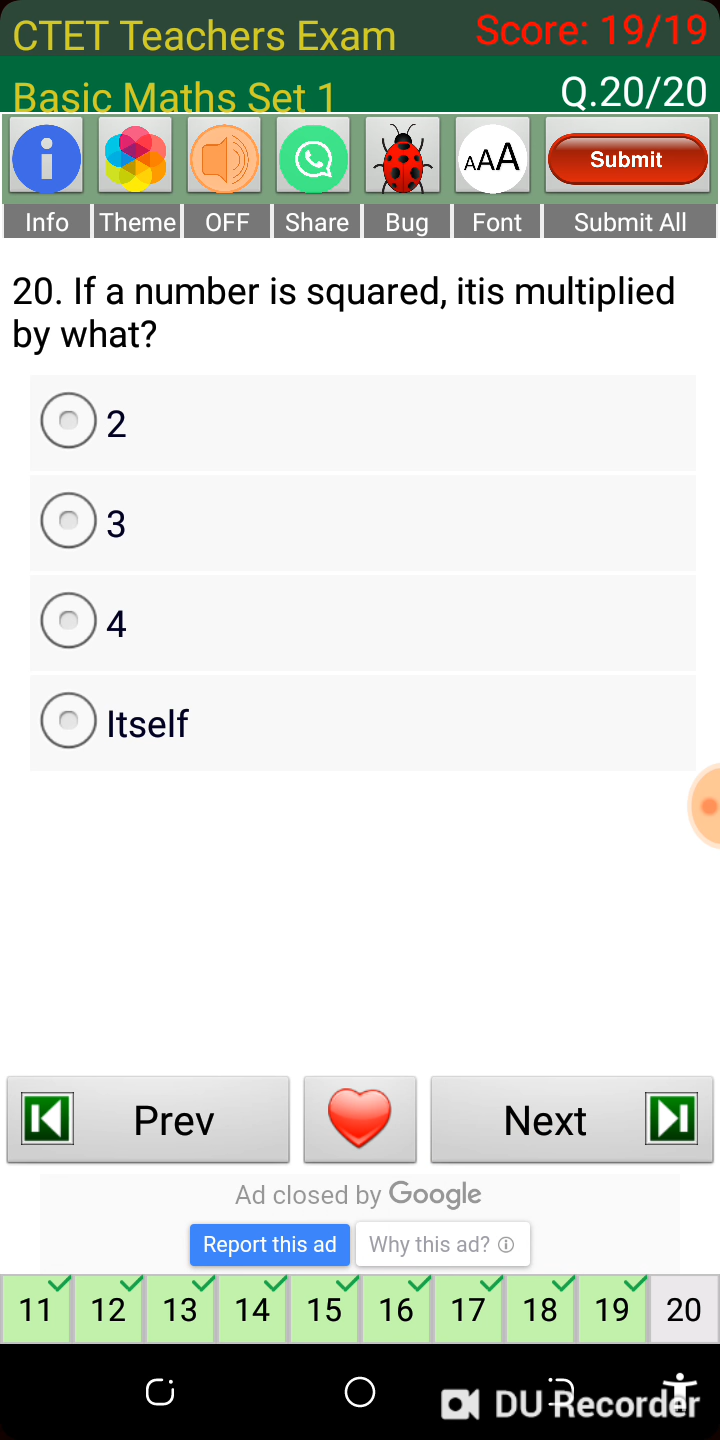 CTET Teachers Exam
Score: 19/19
Basic Maths Set 1
Q.20/20
AAA
Submit
Info
Theme
OFF
Share
Bug
Font
Submit All
20. If a number is squared, itis multiplied
by what?
2
3
4
Itself
Prev
Next
Ad closed by Google
Report this ad
Why this ad?
11
12
13
14
15
16
17
18
19
20
DU Recorder